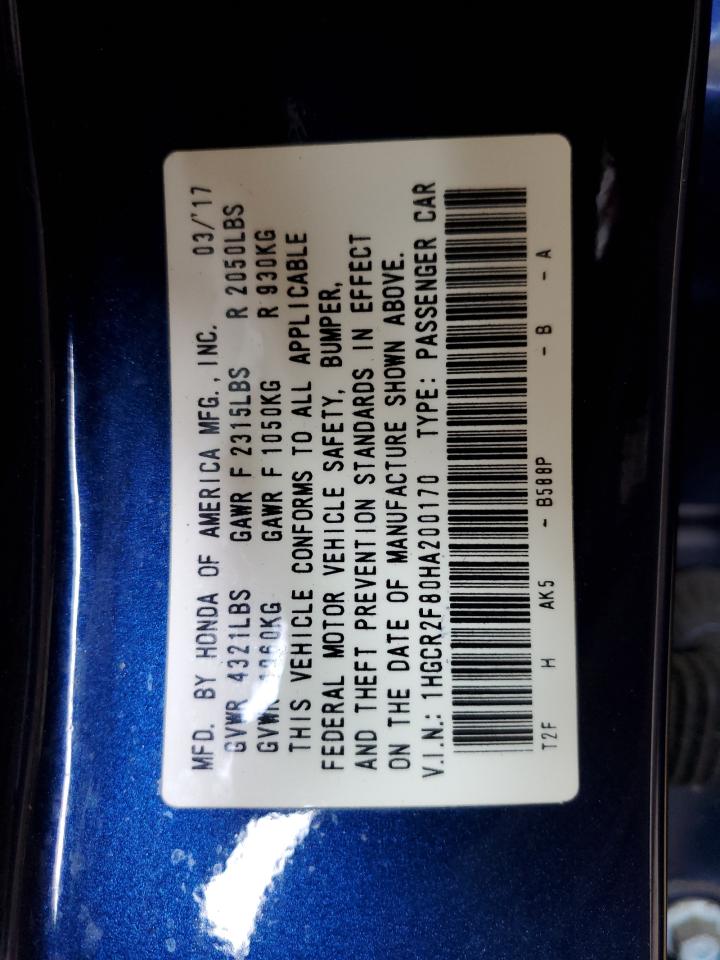 MFD. BY HONDA OF AMERICA MFG., INC. 03/'17
GVWR 4321LBS GAWR F 2315LBS R 2050LBS
GVWR 1960KG GAWR F 1050KG R 930KG
THIS VEHICLE CONFORMS TO ALL APPLICABLE
FEDERAL MOTOR VEHICLE SAFETY, BUMPER,
AND THEFT PREVENTION STANDARDS IN EFFECT
ON THE DATE OF MANUFACTURE SHOWN ABOVE.
V.I.N.: 1HGCR2F80HA200170 TYPE: PASSENGER CAR
T2F H AK5 - B588P - B - A